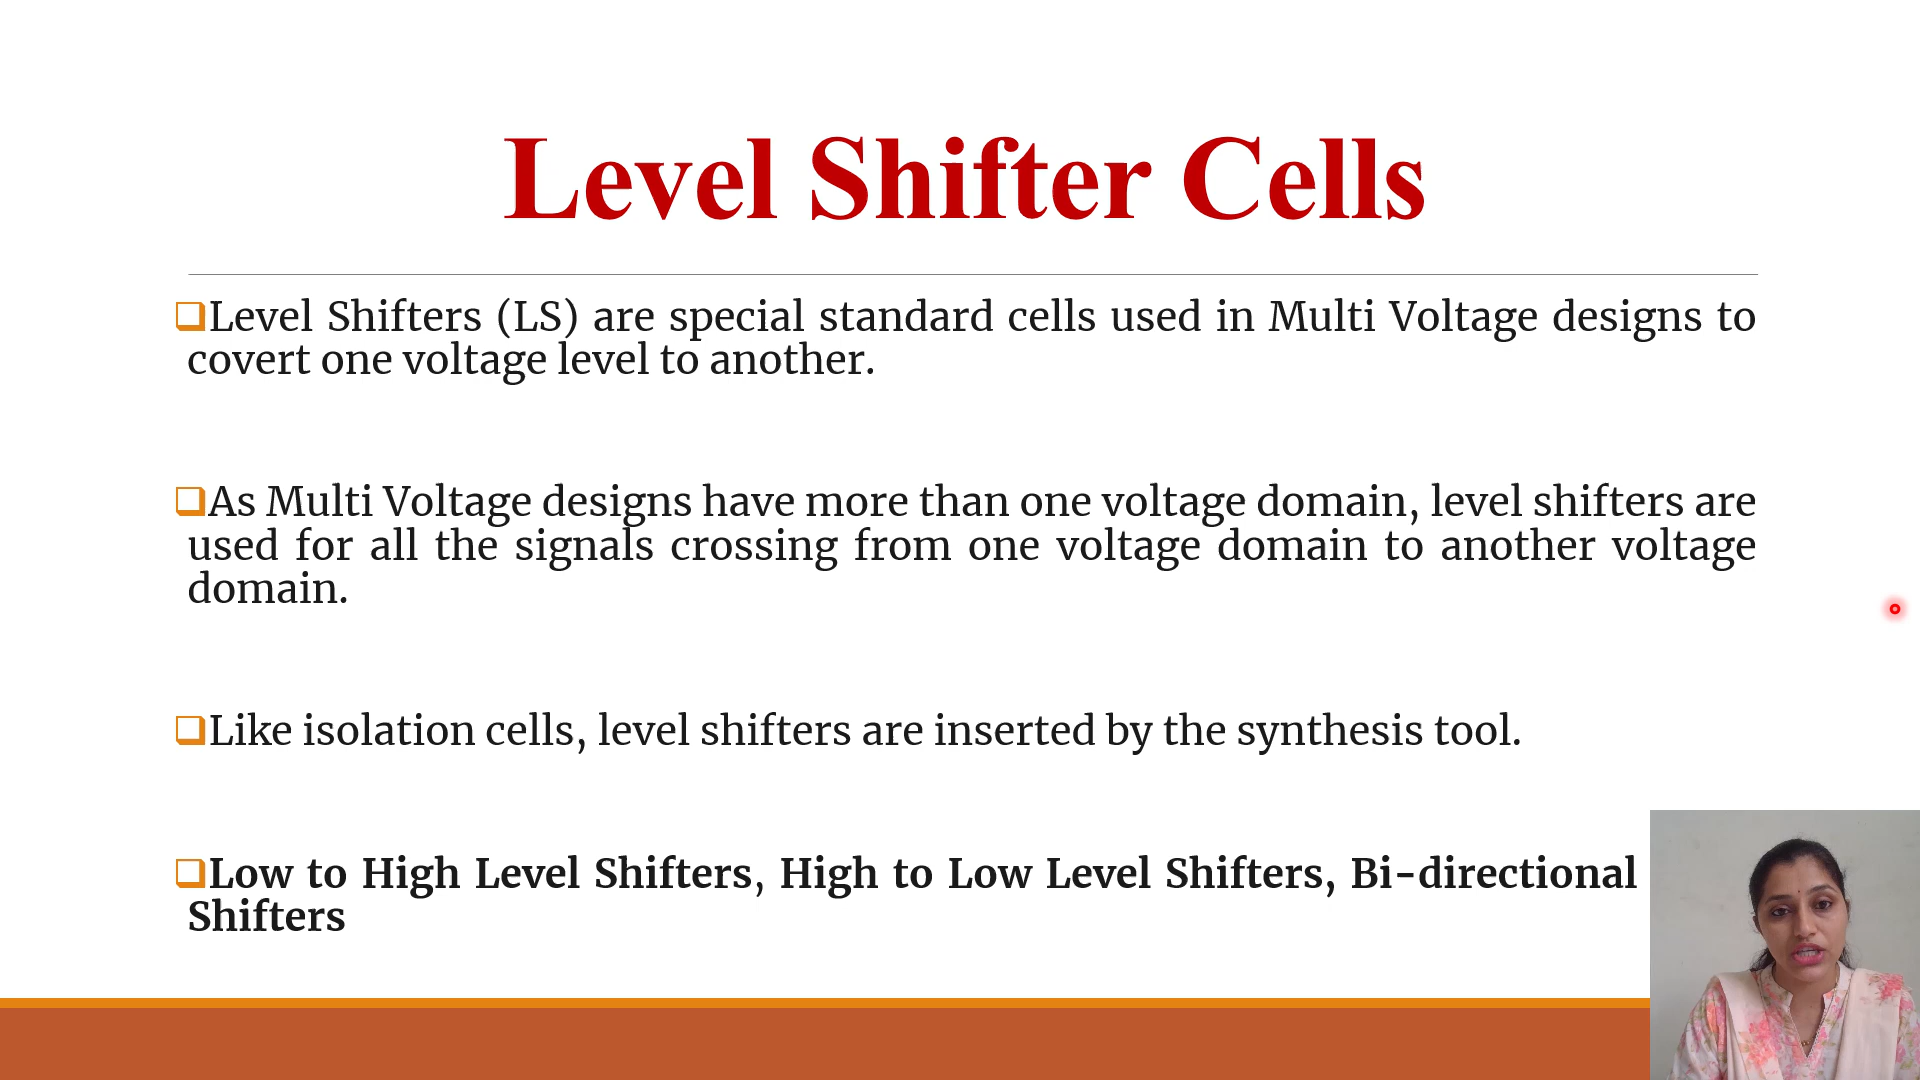 Level Shifter Cells
Level Shifters (LS) are special standard cells used in Multi Voltage designs to
covert one voltage level to another.
As Multi Voltage designs have more than one voltage domain, level shifters are
used for all the signals crossing from one voltage domain to another voltage
domain.
Like isolation cells, level shifters are inserted by the synthesis tool.
Low to High Level Shifters, High to Low Level Shifters, Bi-directional
Shifters